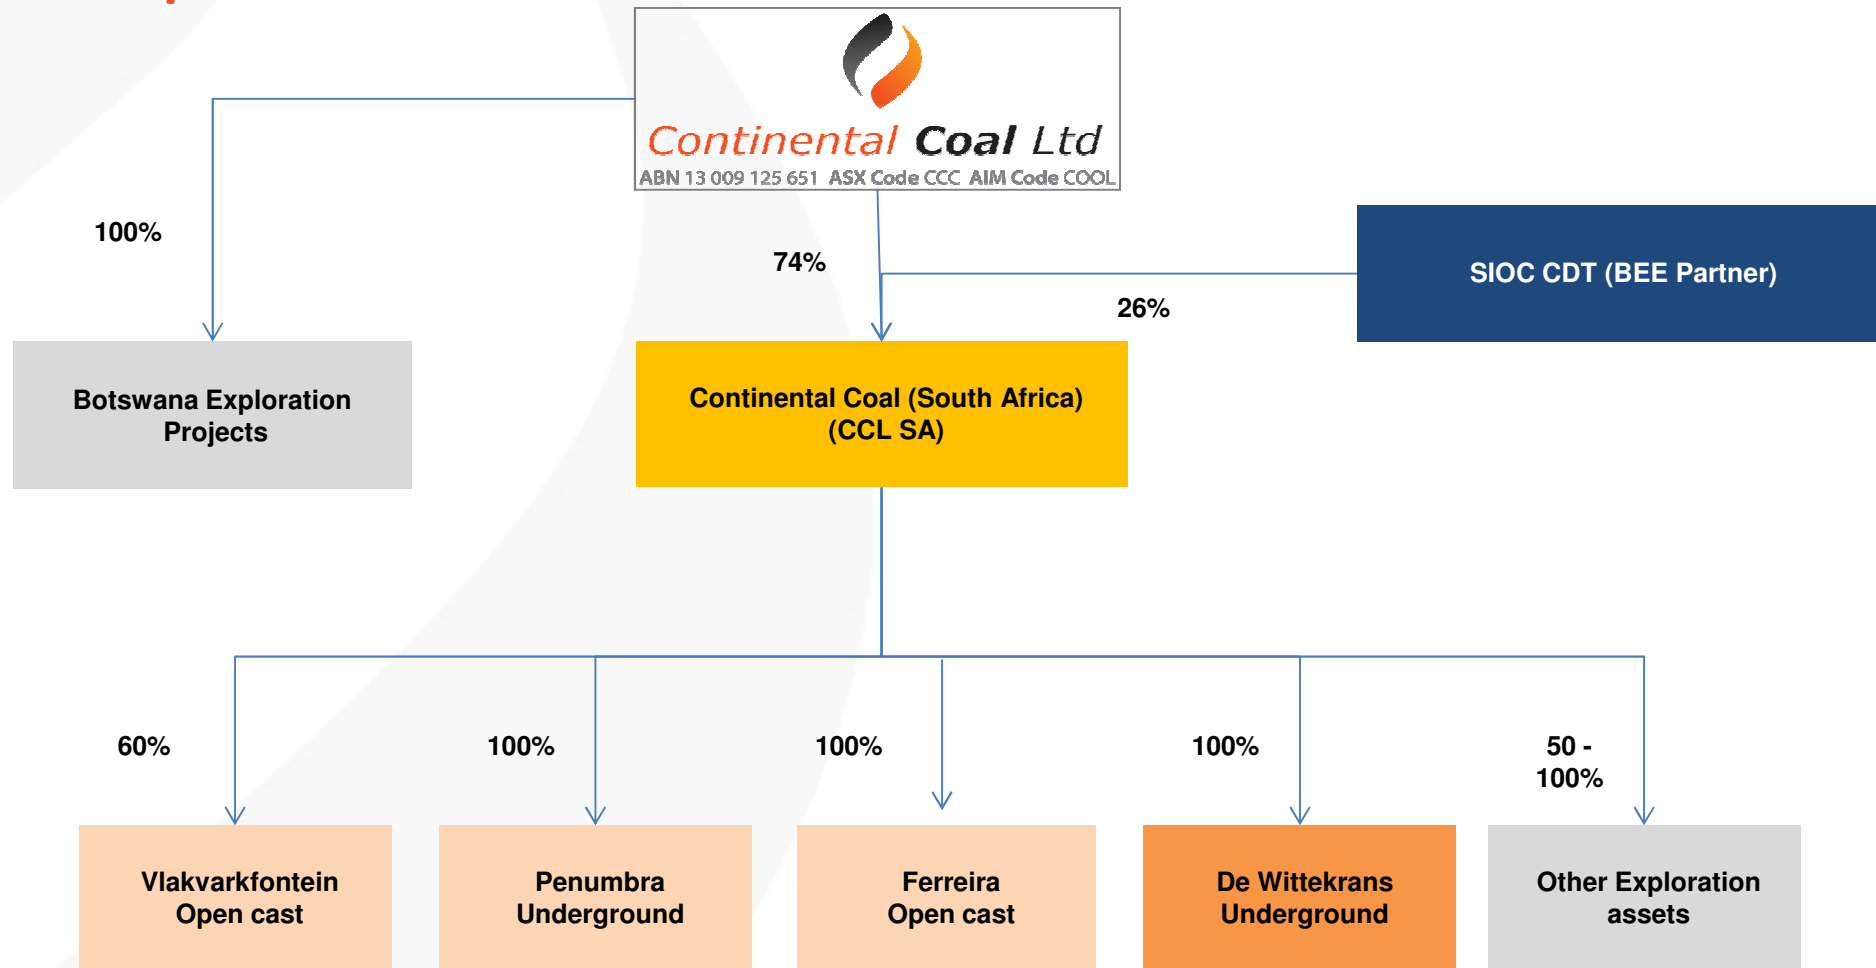 Continental Coal Ltd
ABN 13 009 125 651 ASX Code CCC AIM Code COOL
100%
74%
SIOC CDT (BEE Partner)
26%
Botswana Exploration
Projects
Continental Coal (South Africa)
(CCL SA)
60%
100%
100%
100%
50 -
100%
Vlakvarkfontein
Open cast
Penumbra
Underground
Ferreira
Open cast
De Wittekrans
Underground
Other Exploration
assets